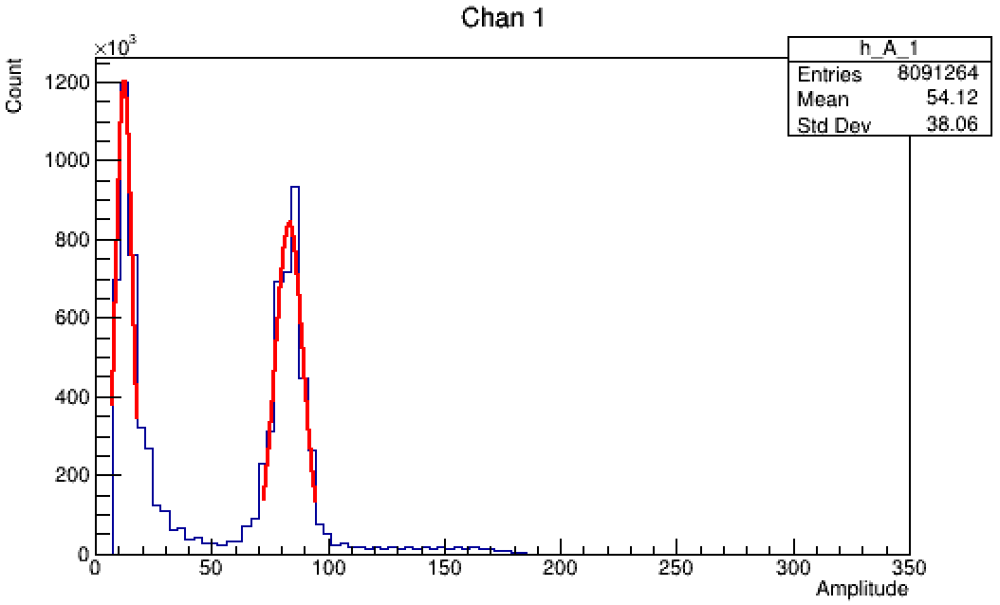 Chan 1
×10³
h_A_1
Entries 8091264
Mean 54.12
Std Dev 38.06
Count
1200
1000
800
600
400
200
0
0 50 100 150 200 250 300 350
Amplitude